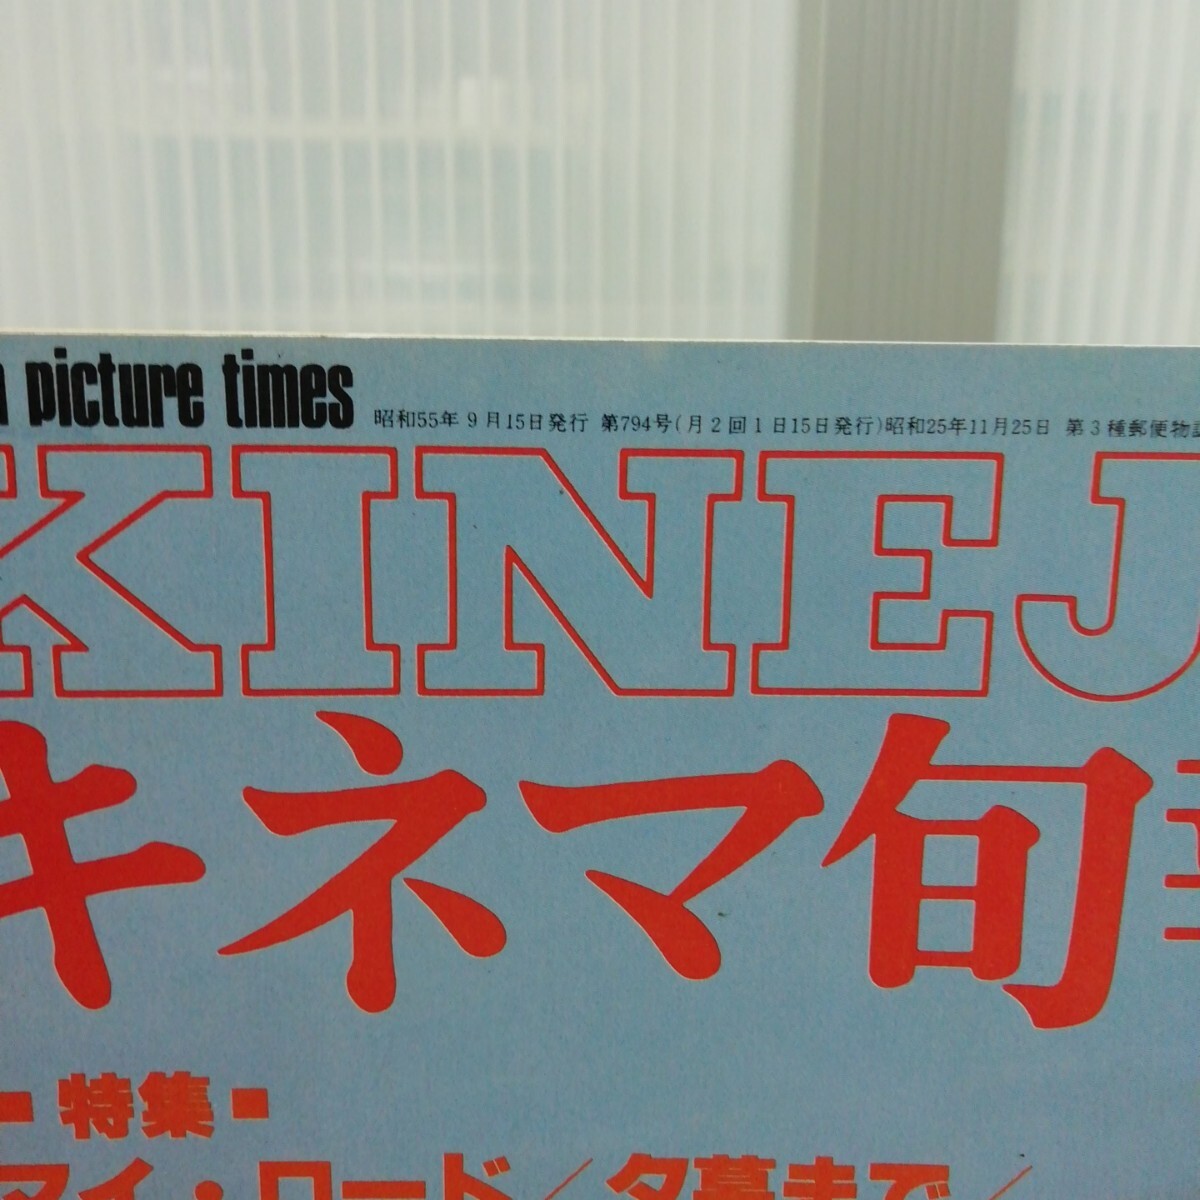 picture times
昭和55年9月15日発行 第794号(月2回1日15日発行)昭和25年11月25日 第3種郵便物
KINEJ
キネマ旬
特集
マイ・ロード/夕暮まで/